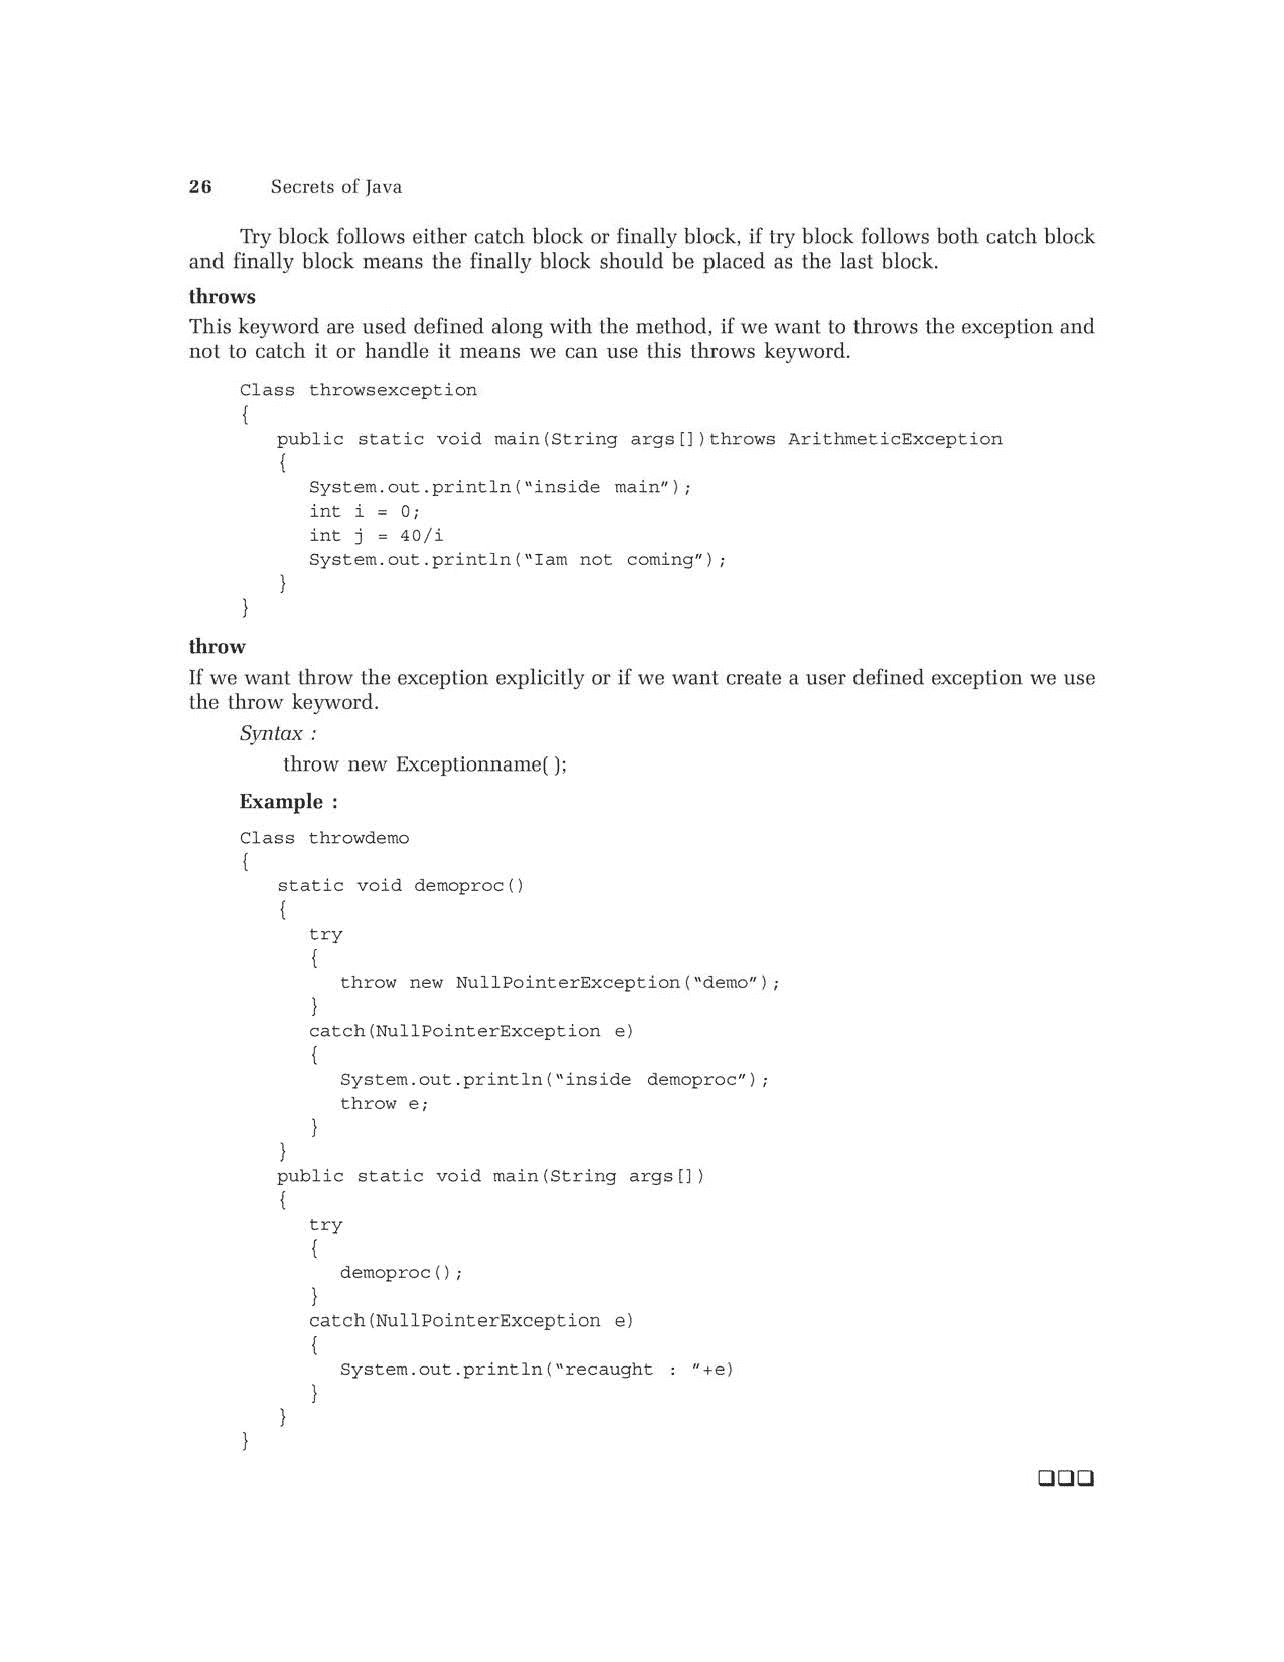 26 Secrets of Java
Try block follows either catch block or finally block, if try block follows both catch block
and finally block means the finally block should be placed as the last block.
throws
This keyword are used defined along with the method, if we want to throws the exception and
not to catch it or handle it means we can use this throws keyword.
Class throwsexception
{
public static void main(String args[])throws ArithmeticException
{
System.out.println(“inside main”);
int i = 0;
int j = 40/i
System.out.println(“Iam not coming”);
}
}
throw
If we want throw the exception explicitly or if we want create a user defined exception we use
the throw keyword.
Syntax :
throw new Exceptionname( );
Example :
Class throwdemo
{
static void demoproc()
{
try
{
throw new NullPointerException(“demo”);
}
catch(NullPointerException e)
{
System.out.println(“inside demoproc”);
throw e;
}
}
public static void main(String args[])
{
try
{
demoproc();
}
catch(NullPointerException e)
{
System.out.println(“recaught : ”+e)
}
}
}
❑❑❑